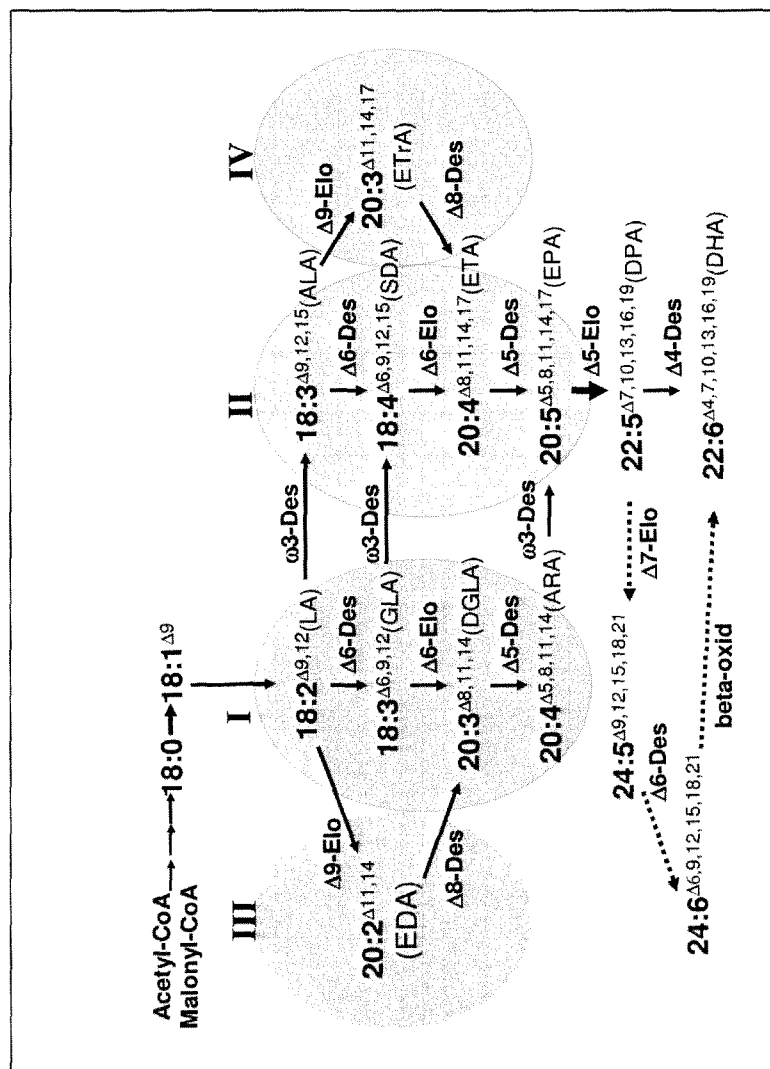 Acetyl-CoA
Malonyl-CoA
18:0
18:1Δ9
I
II
III
IV
18:2Δ9,12(LA)
ω3-Des
18:3Δ9,12,15(ALA)
Δ9-Elo
Δ9-Elo
Δ6-Des
Δ6-Des
20:2Δ11,14
(EDA)
20:3Δ11,14,17
(ETrA)
18:3Δ6,9,12(GLA)
ω3-Des
18:4Δ6,9,12,15(SDA)
Δ8-Des
Δ6-Elo
Δ6-Elo
Δ8-Des
20:3Δ8,11,14(DGLA)
20:4Δ8,11,14,17(ETA)
Δ5-Des
Δ5-Des
20:4Δ5,8,11,14(ARA)
ω3-Des
20:5Δ5,8,11,14,17(EPA)
Δ5-Elo
24:5Δ9,12,15,18,21
Δ7-Elo
22:5Δ7,10,13,16,19(DPA)
Δ6-Des
Δ4-Des
24:6Δ6,9,12,15,18,21
beta-oxid
22:6Δ4,7,10,13,16,19(DHA)